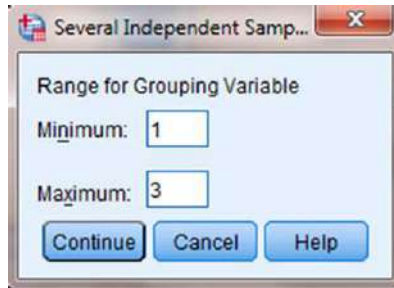 Several Independent Samp...
Range for Grouping Variable
Minimum: 1
Maximum: 3
Continue Cancel Help